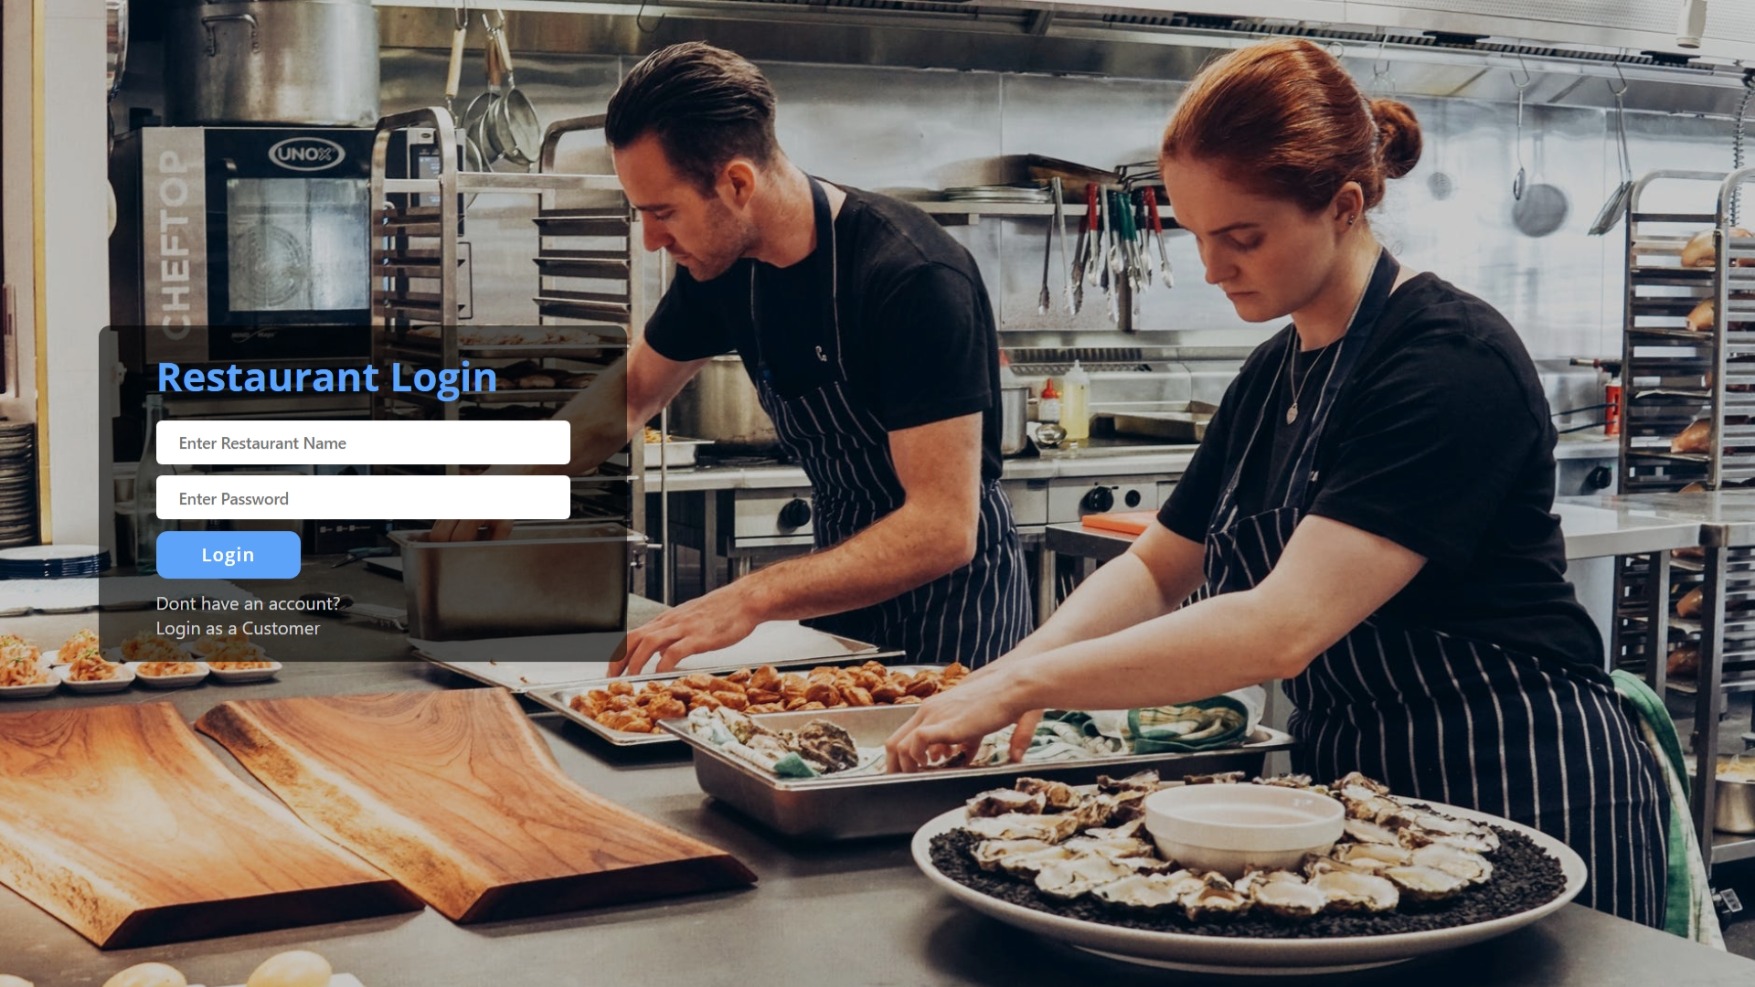 UNOX
CHEFTOP
Restaurant Login
Enter Restaurant Name
Enter Password
Login
Dont have an account?
Login as a Customer